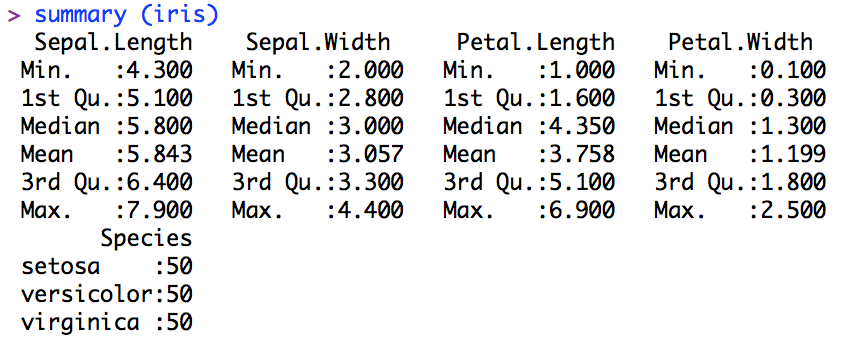 > summary (iris)
  Sepal.Length    Sepal.Width     Petal.Length    Petal.Width   
 Min.   :4.300   Min.   :2.000   Min.   :1.000   Min.   :0.100  
 1st Qu.:5.100   1st Qu.:2.800   1st Qu.:1.600   1st Qu.:0.300  
 Median :5.800   Median :3.000   Median :4.350   Median :1.300  
 Mean   :5.843   Mean   :3.057   Mean   :3.758   Mean   :1.199  
 3rd Qu.:6.400   3rd Qu.:3.300   3rd Qu.:5.100   3rd Qu.:1.800  
 Max.   :7.900   Max.   :4.400   Max.   :6.900   Max.   :2.500  
       Species  
 setosa    :50  
 versicolor:50  
 virginica :50